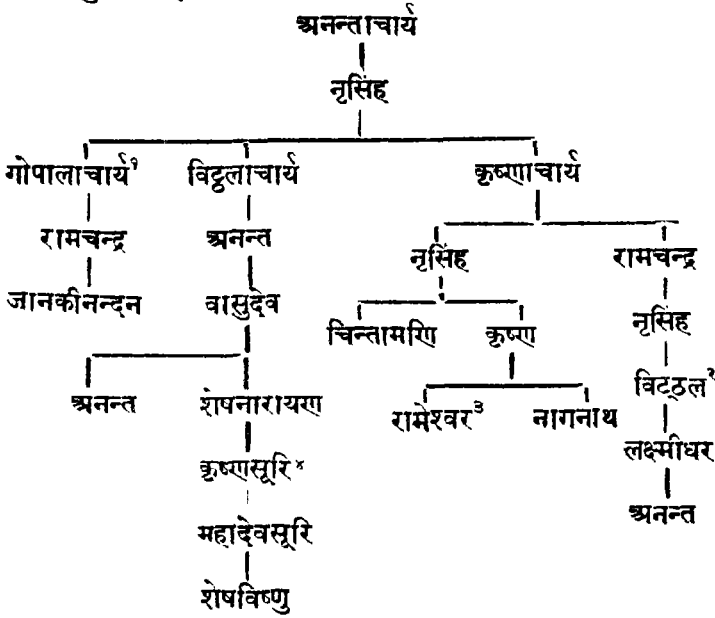 अनन्ताचार्य
नृसिंह
गोपालाचार्य¹ विट्ठलाचार्य कृष्णाचार्य
रामचन्द्र अनन्त नृसिंह रामचन्द्र
जानकीनन्दन वासुदेव चिन्तामणि कृष्ण नृसिंह
अनन्त शेषनारायण रामेश्वर³ नागनाथ विट्ठल²
कृष्णसूरि⁴ लक्ष्मीधर
महादेवसूरि अनन्त
शेषविष्णु